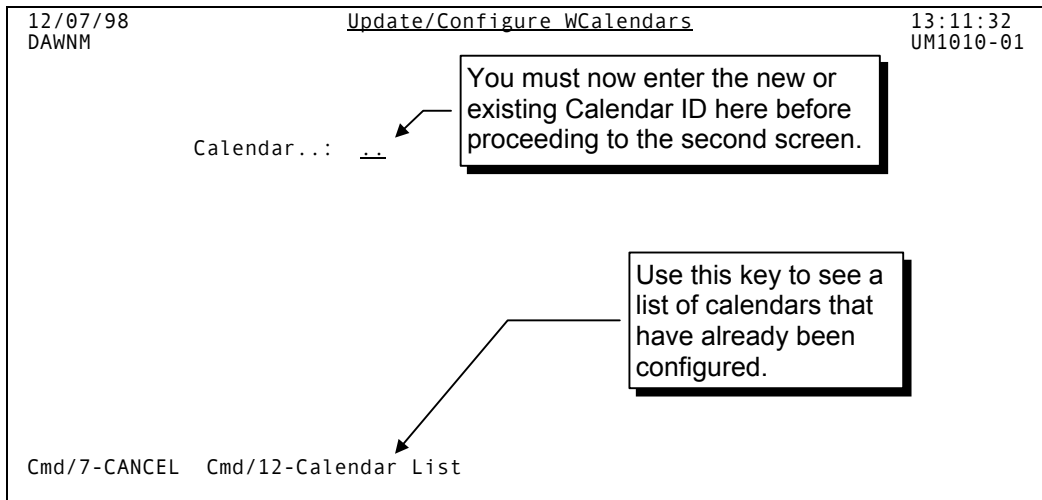 12/07/98 Update/Configure WCalendars 13:11:32
DAWNM UM1010-01
You must now enter the new or
existing Calendar ID here before
proceeding to the second screen.
Calendar..: ..
Use this key to see a
list of calendars that
have already been
configured.
Cmd/7-CANCEL Cmd/12-Calendar List